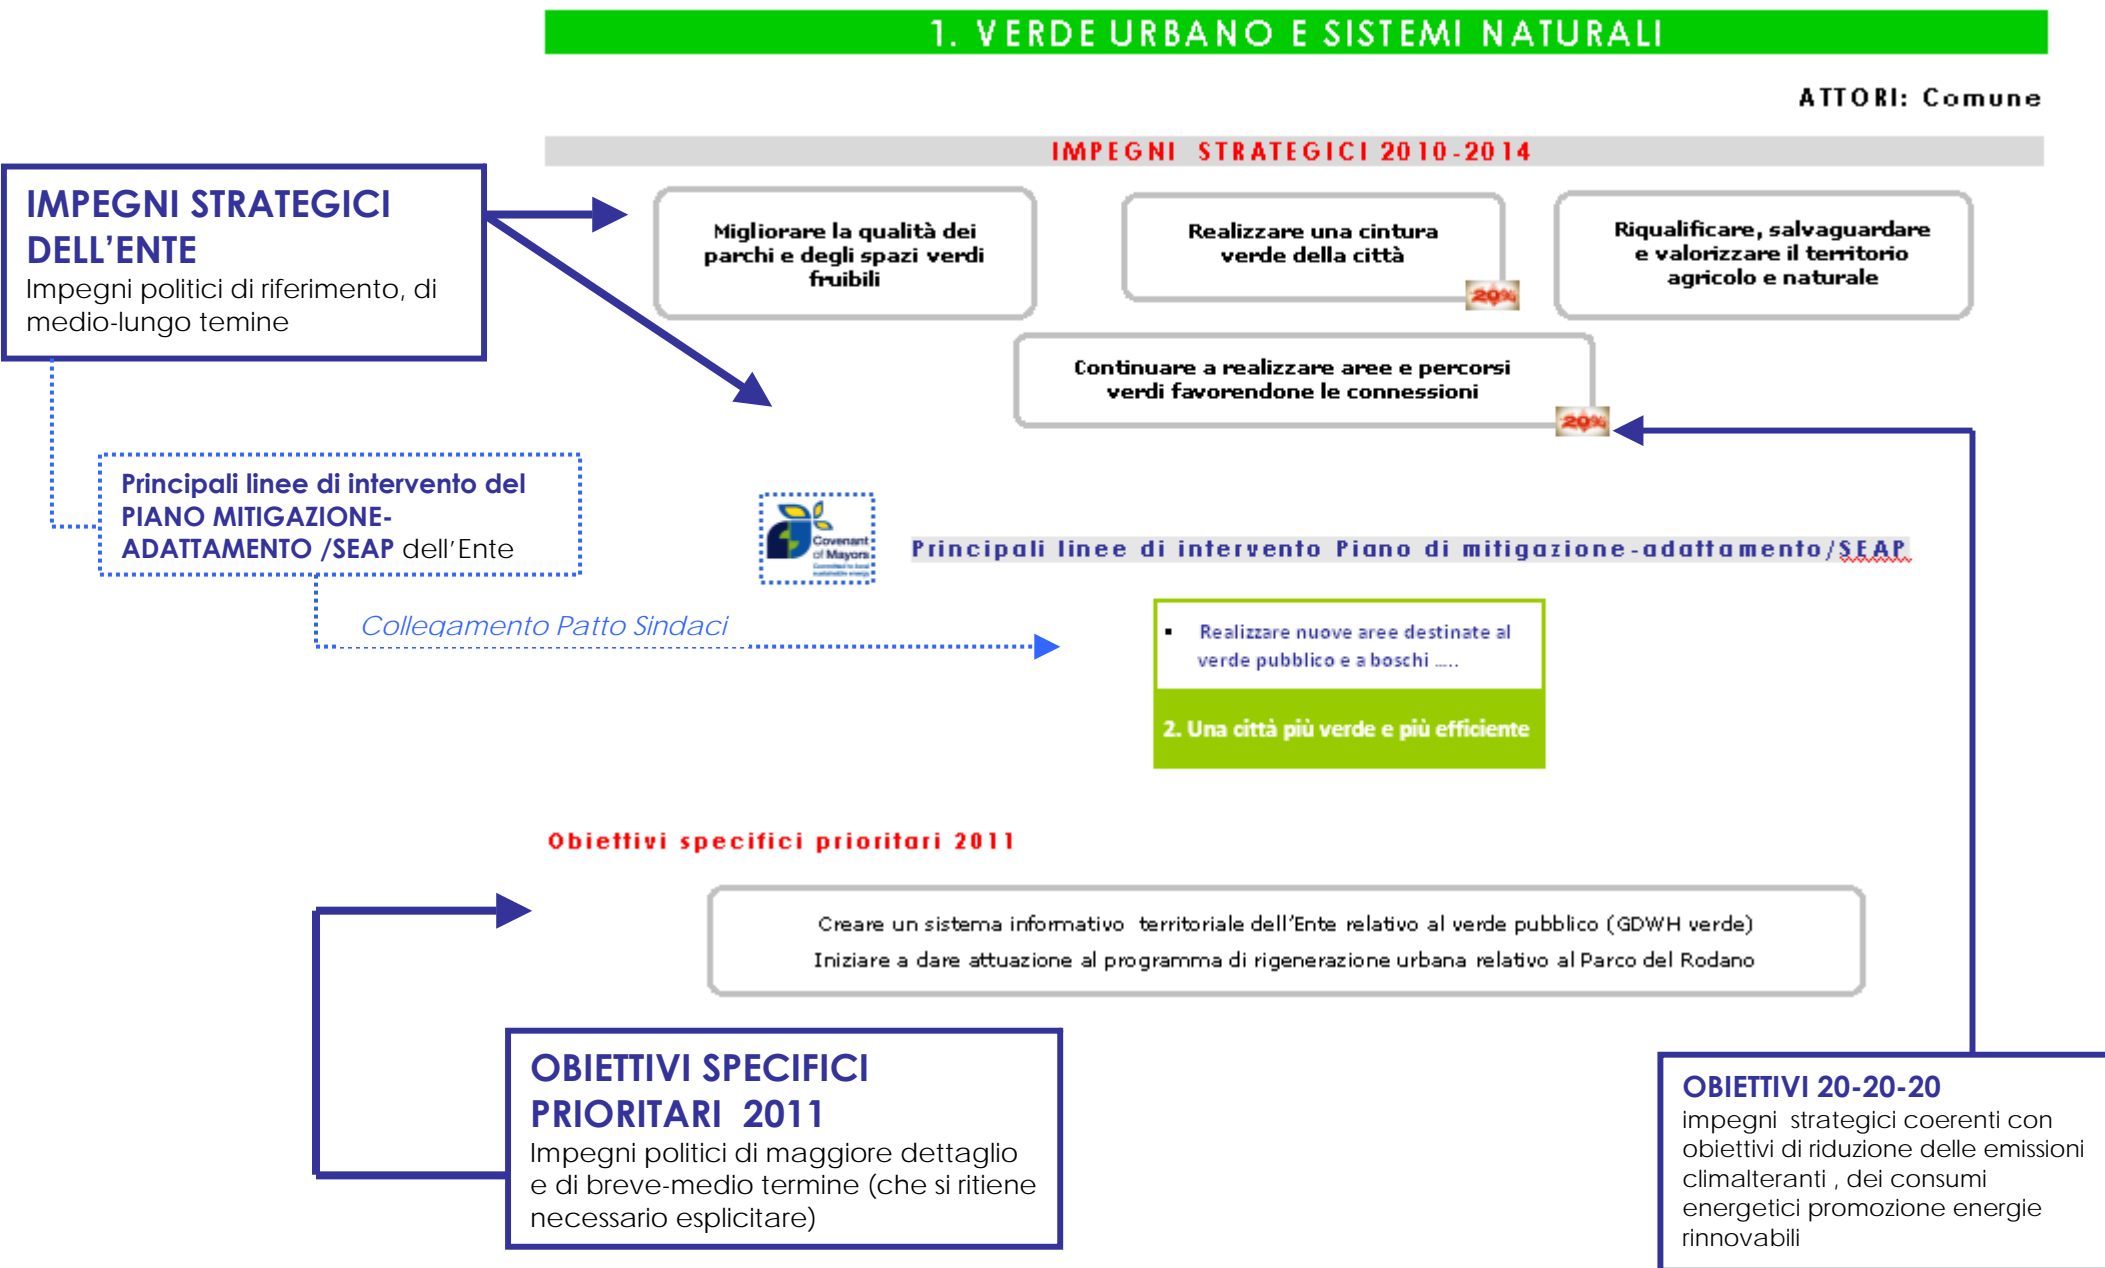 1. VERDE URBANO E SISTEMI NATURALI
ATTORI: Comune
IMPEGNI STRATEGICI 2010-2014
IMPEGNI STRATEGICI
DELL'ENTE
Impegni politici di riferimento, di
medio-lungo temine
Migliorare la qualità dei
parchi e degli spazi verdi
fruibili
Realizzare una cintura
verde della città
20%
Riqualificare, salvaguardare
e valorizzare il territorio
agricolo e naturale
Continuare a realizzare aree e percorsi
verdi favorendone le connessioni
20%
Principali linee di intervento del
PIANO MITIGAZIONE-
ADATTAMENTO /SEAP dell'Ente
Covenant
of Mayors
Committed to local
sustainable energy
Principali linee di intervento Piano di mitigazione-adattamento/SEAP
Collegamento Patto Sindaci
▪ Realizzare nuove aree destinate al
verde pubblico e a boschi .....
2. Una città più verde e più efficiente
Obiettivi specifici prioritari 2011
Creare un sistema informativo territoriale dell'Ente relativo al verde pubblico (GDWH verde)
Iniziare a dare attuazione al programma di rigenerazione urbana relativo al Parco del Rodano
OBIETTIVI SPECIFICI
PRIORITARI 2011
Impegni politici di maggiore dettaglio
e di breve-medio termine (che si ritiene
necessario esplicitare)
OBIETTIVI 20-20-20
impegni strategici coerenti con
obiettivi di riduzione delle emissioni
climalteranti , dei consumi
energetici promozione energie
rinnovabili